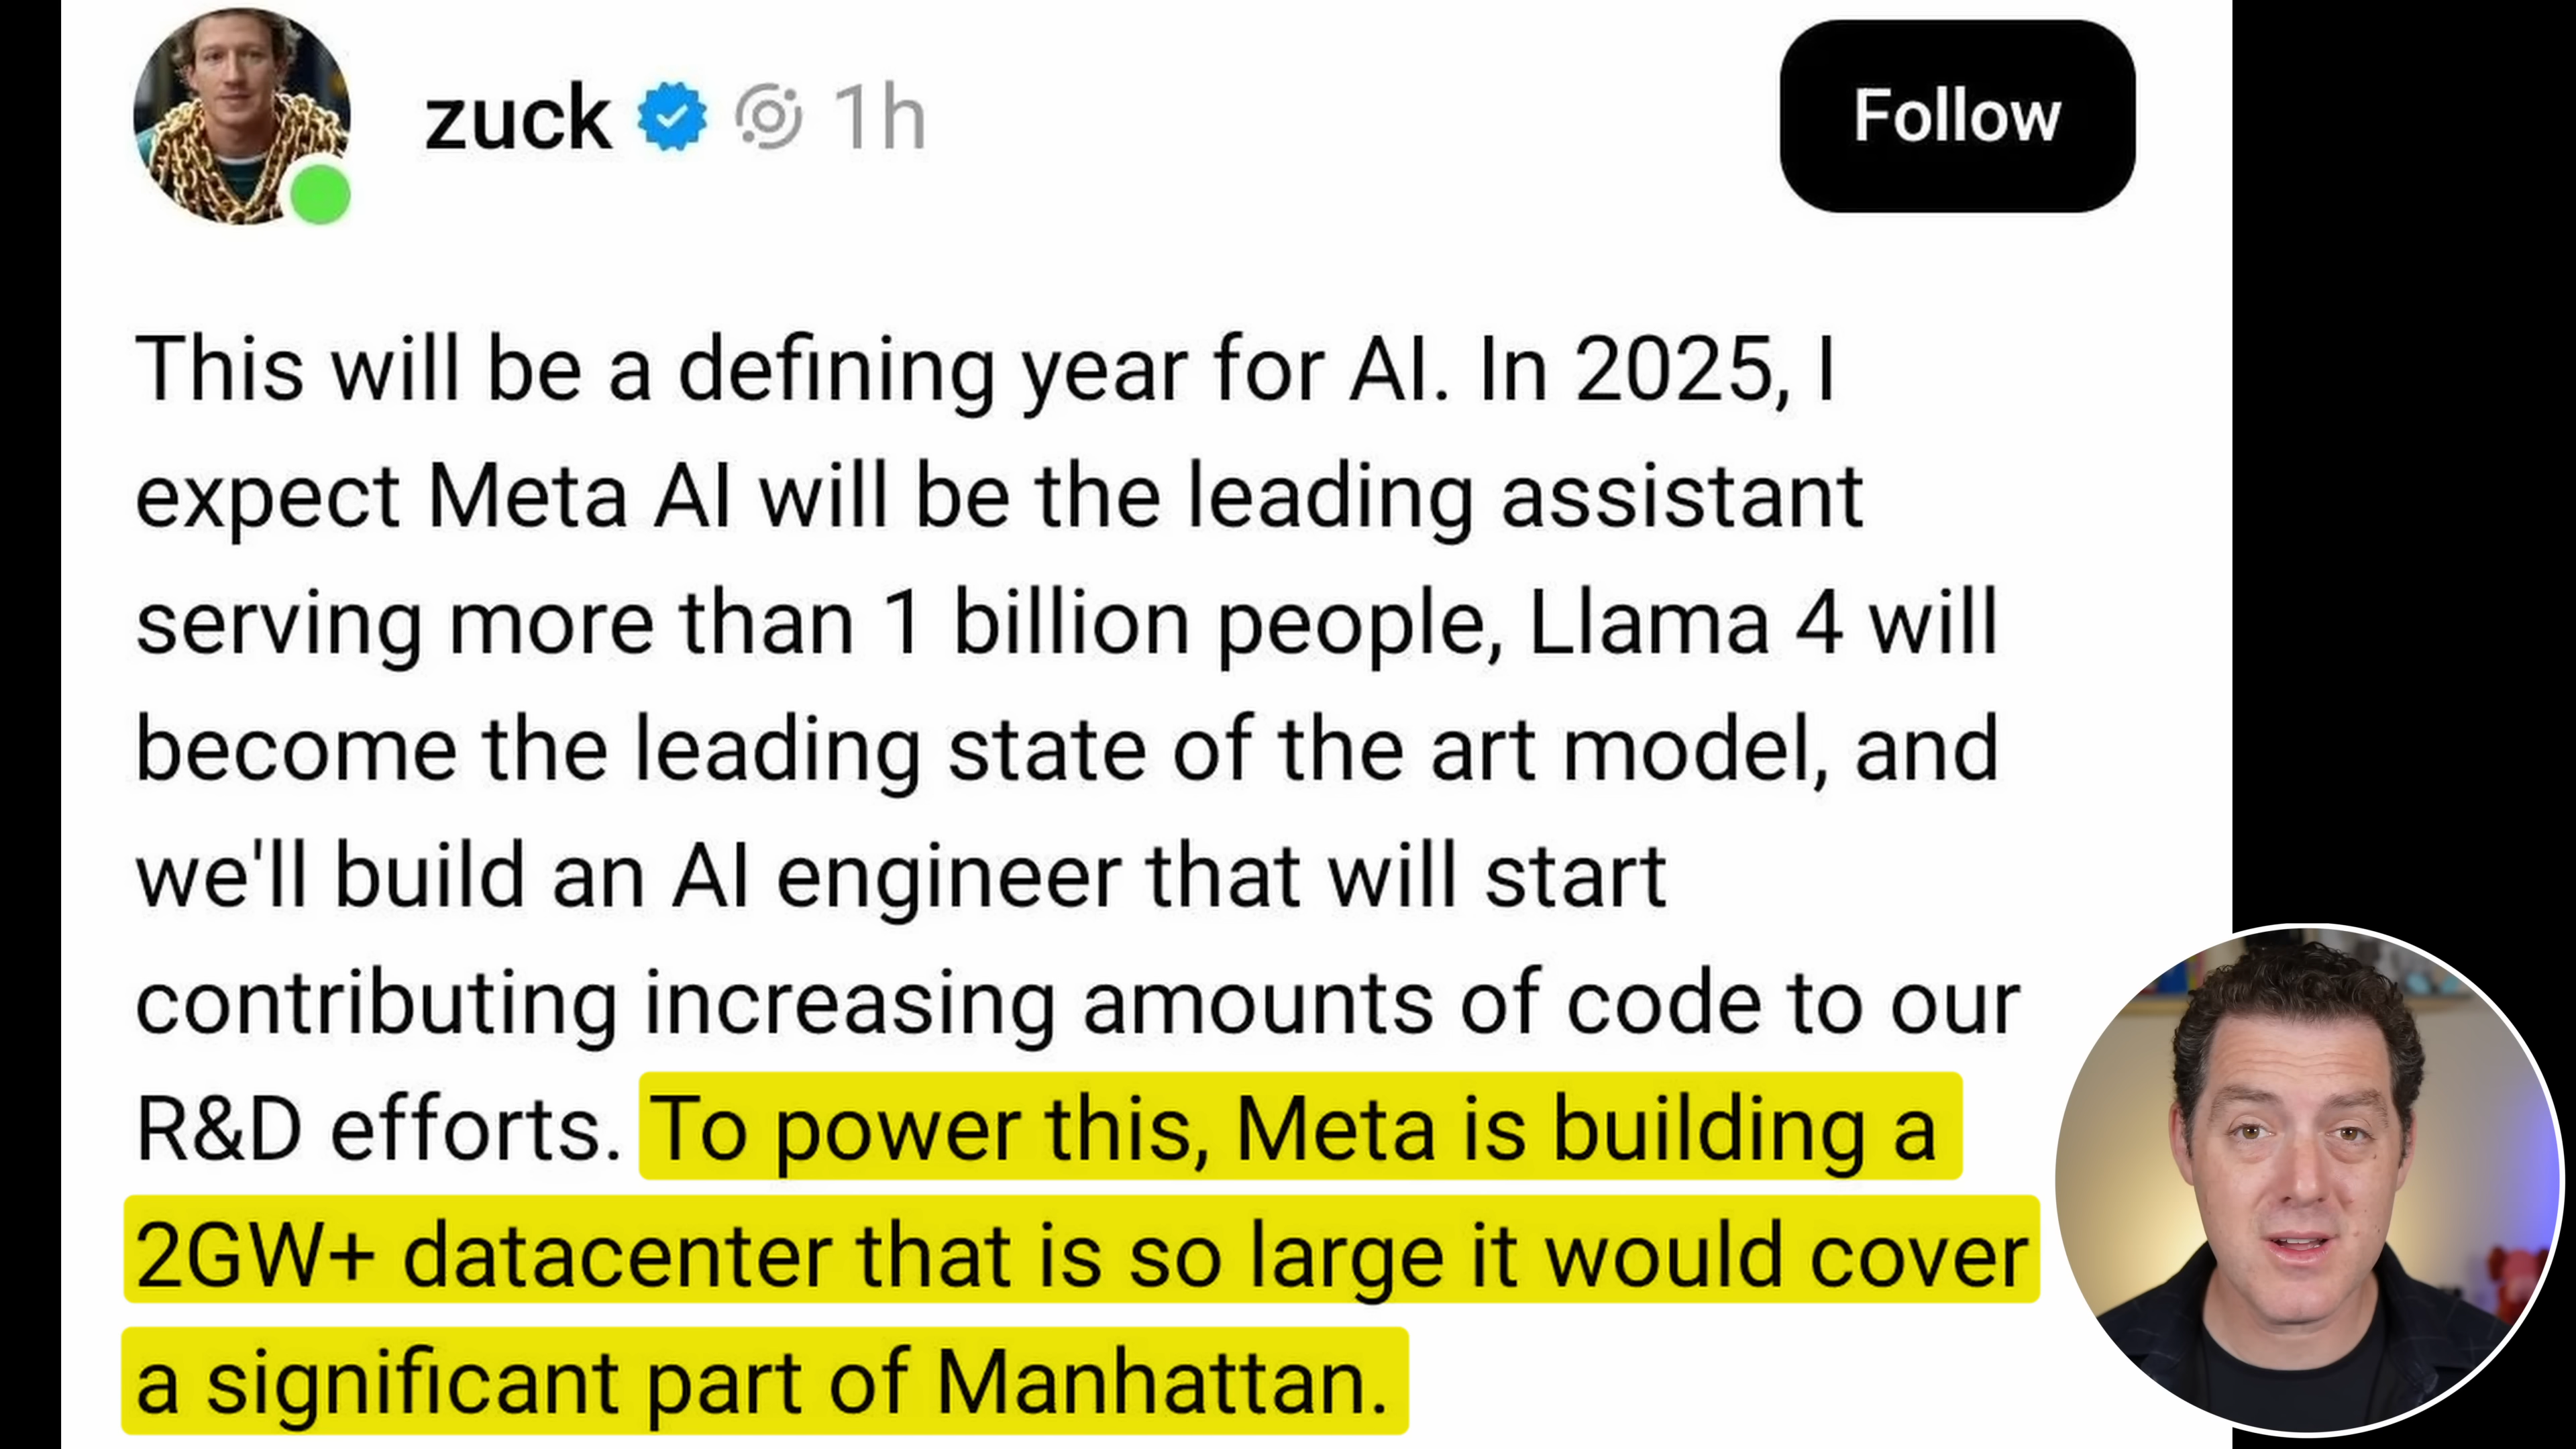 zuck 1h
Follow
This will be a defining year for AI. In 2025, I
expect Meta AI will be the leading assistant
serving more than 1 billion people, Llama 4 will
become the leading state of the art model, and
we'll build an AI engineer that will start
contributing increasing amounts of code to our
R&D efforts. To power this, Meta is building a
2GW+ datacenter that is so large it would cover
a significant part of Manhattan.